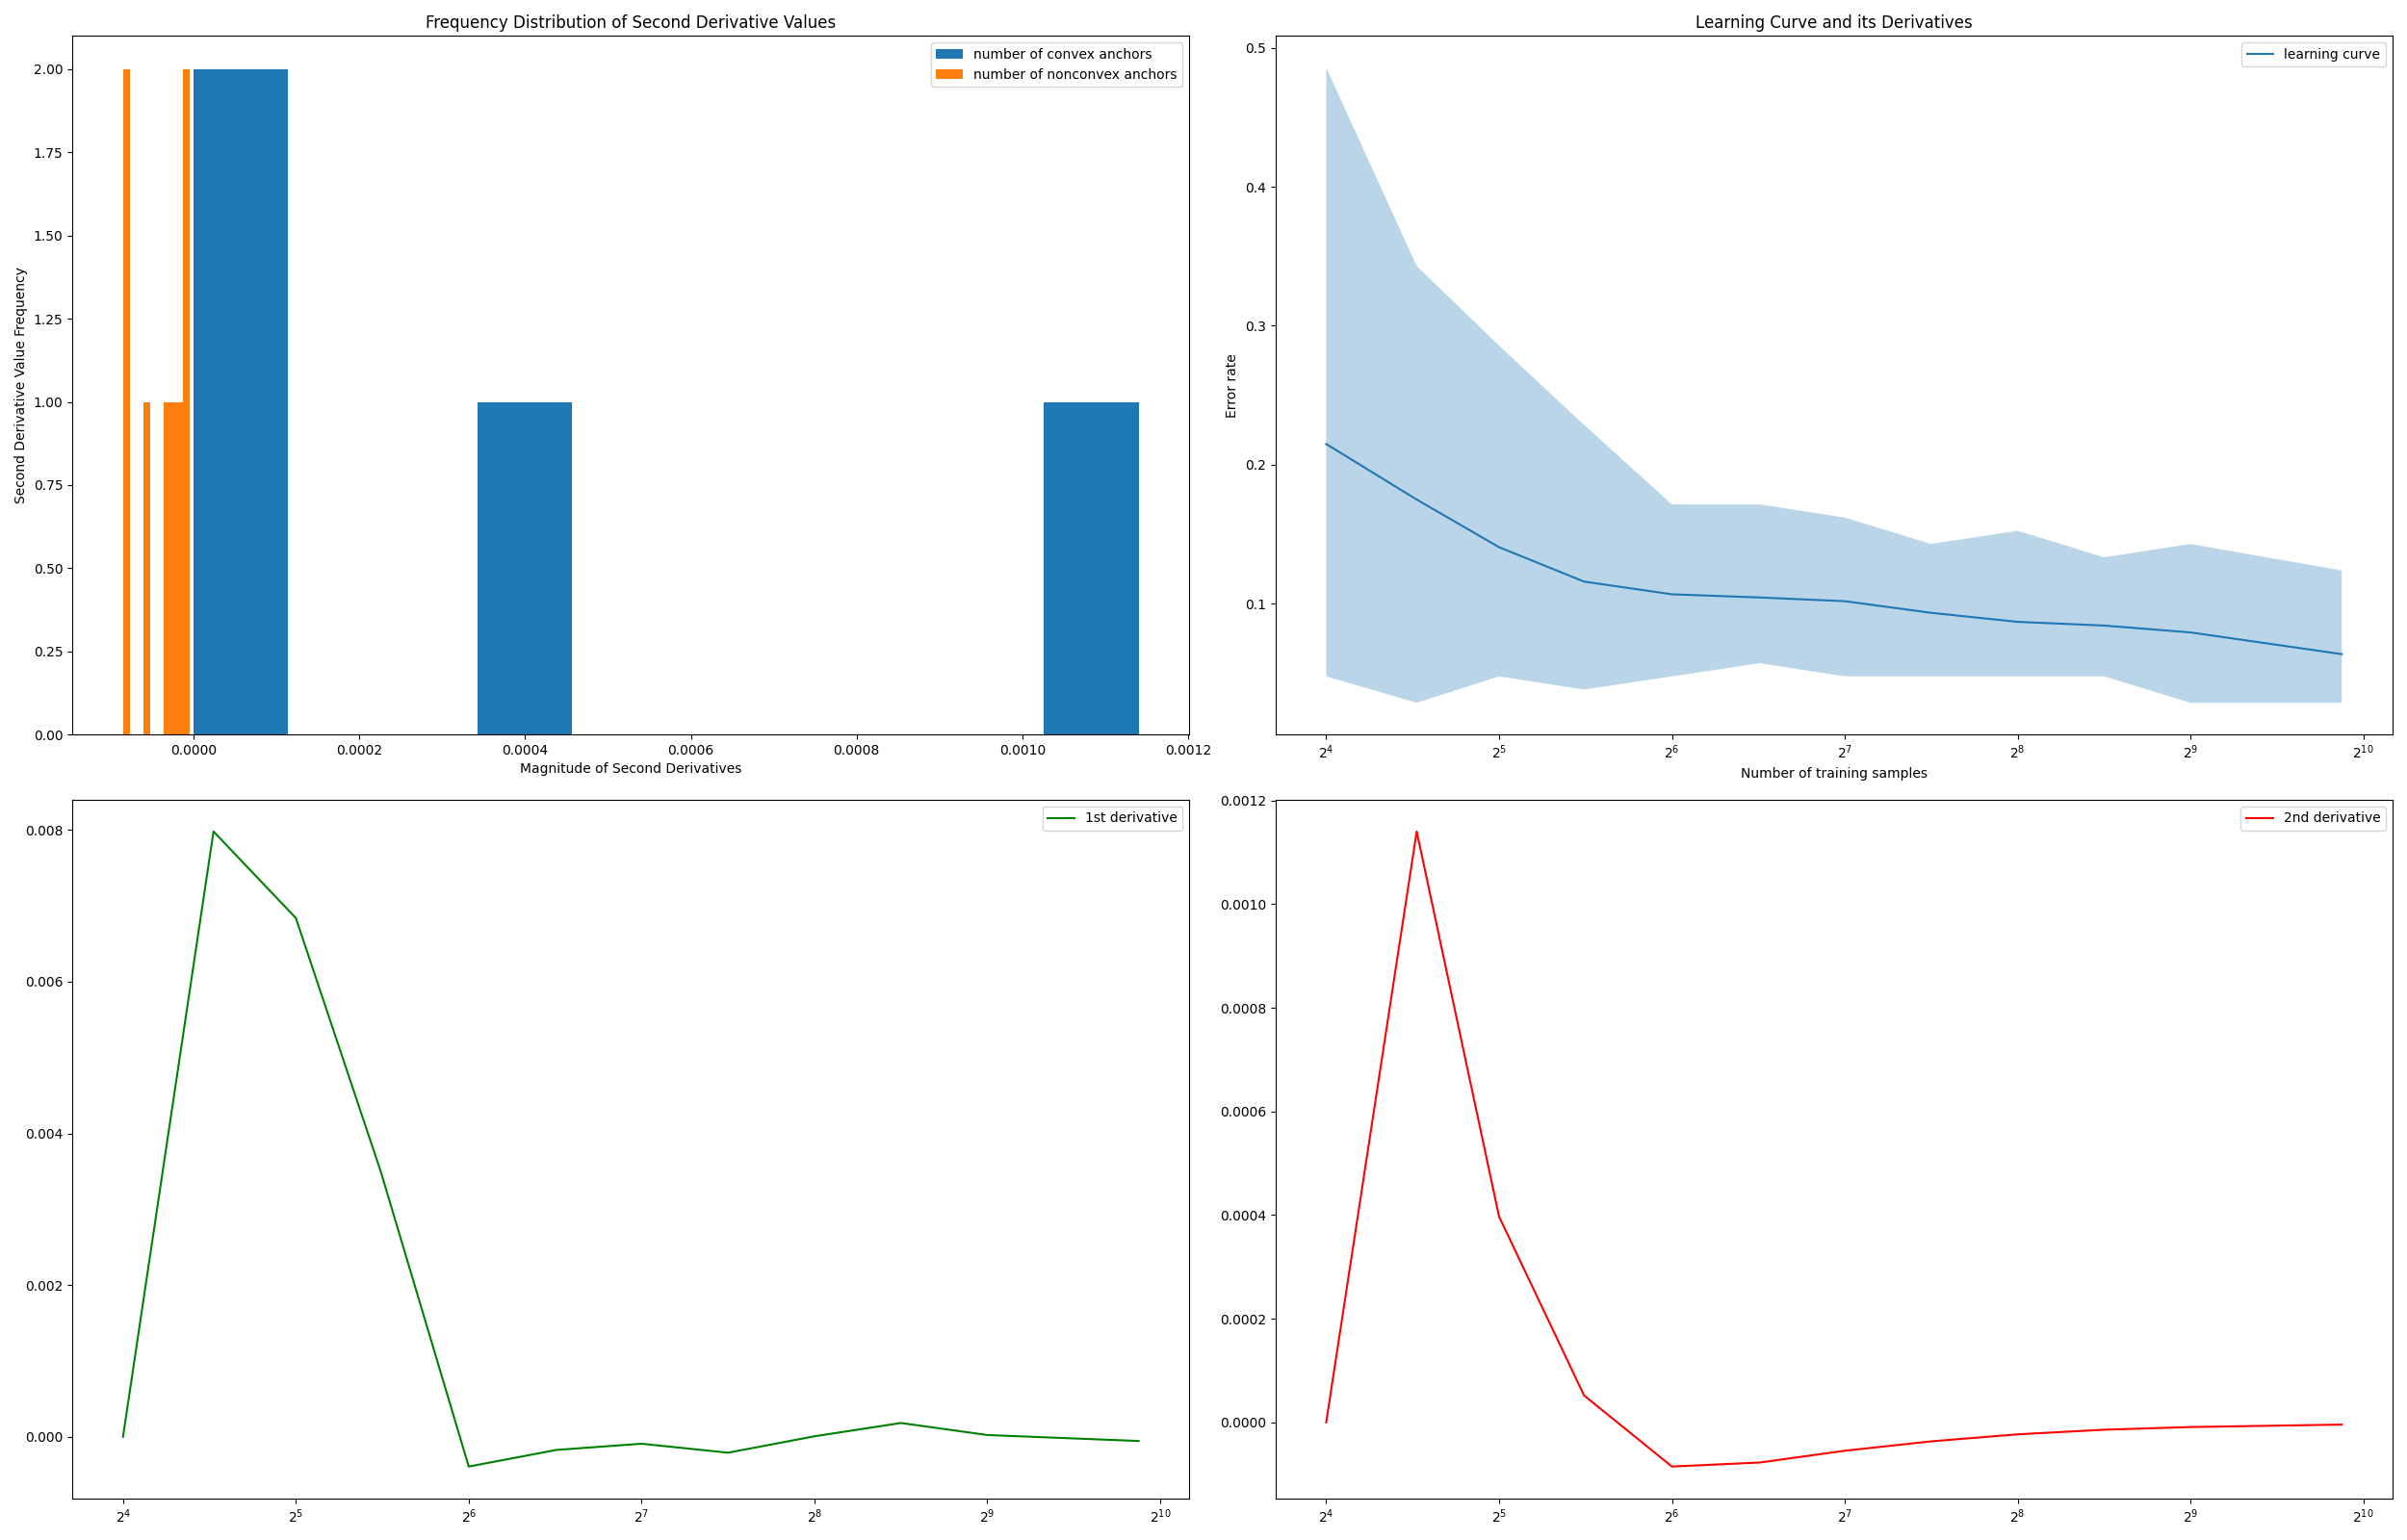 Frequency Distribution of Second Derivative Values
number of convex anchors
number of nonconvex anchors
2.00
1.75
1.50
1.25
1.00
0.75
0.50
0.25
0.00
Second Derivative Value Frequency
0.0000 0.0002 0.0004 0.0006 0.0008 0.0010 0.0012
Magnitude of Second Derivatives
Learning Curve and its Derivatives
learning curve
0.5
0.4
0.3
0.2
0.1
Error rate
2^4 2^5 2^6 2^7 2^8 2^9 2^10
Number of training samples
1st derivative
0.008
0.006
0.004
0.002
0.000
2^4 2^5 2^6 2^7 2^8 2^9 2^10
2nd derivative
0.0012
0.0010
0.0008
0.0006
0.0004
0.0002
0.0000
2^4 2^5 2^6 2^7 2^8 2^9 2^10